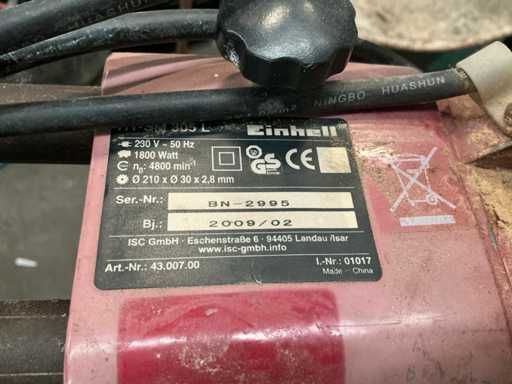 NINGBO HUASHUN
Einhell
230 V ~ 50 Hz
1800 Watt
n₀: 4800 min⁻¹
GS
CE
Ø 210 x Ø 30 x 2,8 mm
Ser.-Nr.: BN-2995
Bj.: 2009/02
ISC GmbH · Eschenstraße 6 · 94405 Landau /Isar
www.isc-gmbh.info
Art.-Nr.: 43.007.00
I.-Nr.: 01017
Made - China